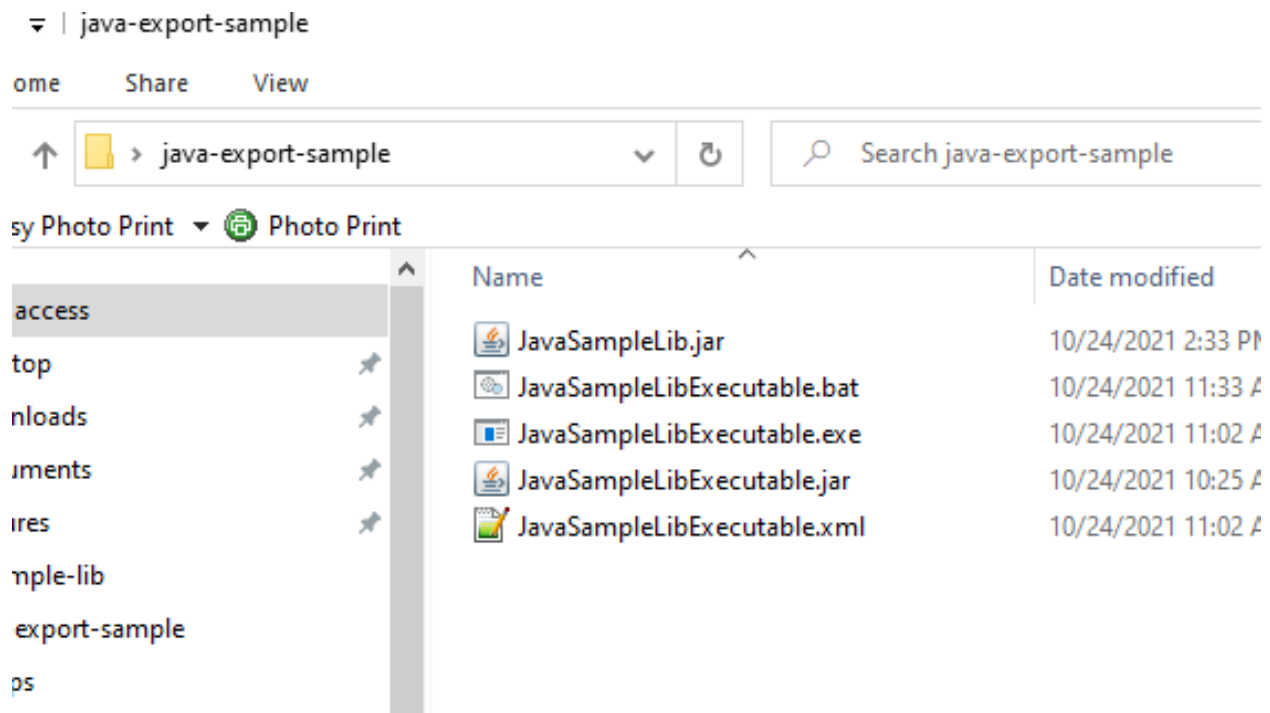 java-export-sample
ome Share View
java-export-sample Search java-export-sample
sy Photo Print Photo Print
Name Date modified
access
JavaSampleLib.jar 10/24/2021 2:33 PM
top
JavaSampleLibExecutable.bat 10/24/2021 11:33 A
nloads
JavaSampleLibExecutable.exe 10/24/2021 11:02 A
uments
JavaSampleLibExecutable.jar 10/24/2021 10:25 A
ures
JavaSampleLibExecutable.xml 10/24/2021 11:02 A
mple-lib
export-sample
ps